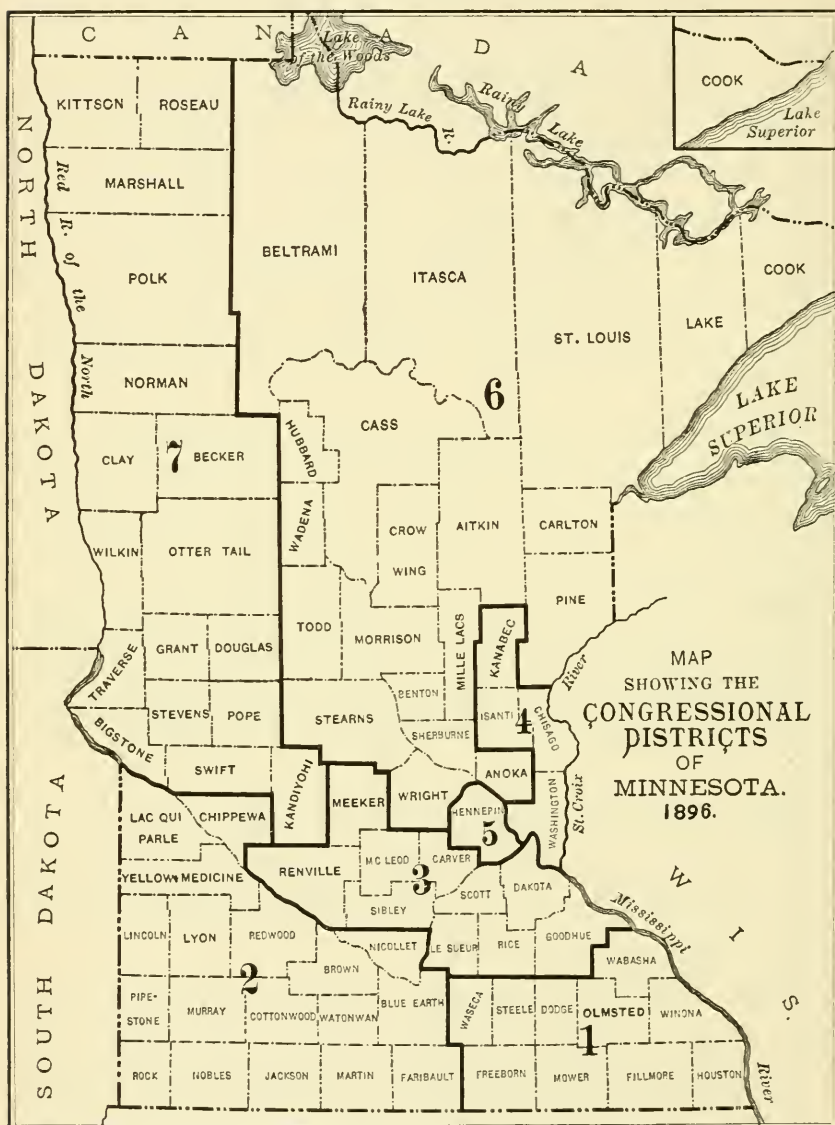 C A N A D A
Lake
of the Woods
Rainy Lake R.
Rainy Lake
COOK
Lake
Superior
NORTH DAKOTA
Red R. of the North
KITTSON
ROSEAU
MARSHALL
BELTRAMI
ITASCA
POLK
COOK
ST. LOUIS
LAKE
NORMAN
LAKE
SUPERIOR
6
CASS
HUBBARD
CLAY
7
BECKER
WADENA
CROW
WING
AITKIN
CARLTON
WILKIN
OTTER TAIL
PINE
TODD
MORRISON
MILLE LACS
KANABEC
GRANT
DOUGLAS
TRAVERSE
BENTON
STEVENS
POPE
STEARNS
ISANTI
4
CHISAGO
River
St. Croix
BIGSTONE
SHERBURNE
SWIFT
KANDIYOHI
ANOKA
MEEKER
WRIGHT
HENNEPIN
5
WASHINGTON
MAP
SHOWING THE
CONGRESSIONAL
DISTRICTS
OF
MINNESOTA.
1896.
SOUTH DAKOTA
LAC QUI
PARLE
CHIPPEWA
RENVILLE
MC LEOD
CARVER
3
YELLOW MEDICINE
SCOTT
DAKOTA
SIBLEY
WIS.
Mississippi
River
LINCOLN
LYON
REDWOOD
NICOLLET
LE SUEUR
RICE
GOODHUE
WABASHA
BROWN
2
PIPE-
STONE
MURRAY
COTTONWOOD
WATONWAN
BLUE EARTH
WASECA
STEELE
DODGE
OLMSTED
WINONA
1
ROCK
NOBLES
JACKSON
MARTIN
FARIBAULT
FREEBORN
MOWER
FILLMORE
HOUSTON